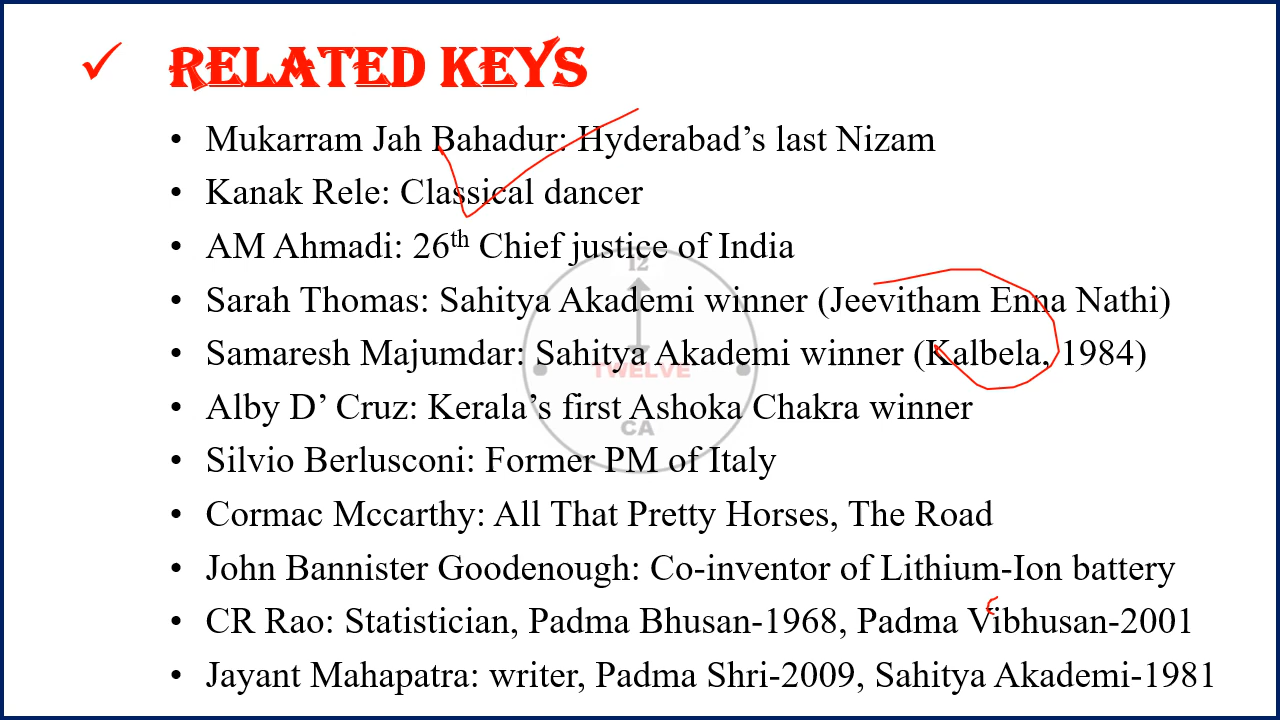 ✓ RELATED KEYS
• Mukarram Jah Bahadur: Hyderabad’s last Nizam
• Kanak Rele: Classical dancer
• AM Ahmadi: 26th Chief justice of India
12
• Sarah Thomas: Sahitya Akademi winner (Jeevitham Enna Nathi)
• Samaresh Majumdar: Sahitya Akademi winner (Kalbela, 1984)
TWELVE
• Alby D’ Cruz: Kerala’s first Ashoka Chakra winner
CA
• Silvio Berlusconi: Former PM of Italy
• Cormac Mccarthy: All That Pretty Horses, The Road
• John Bannister Goodenough: Co-inventor of Lithium-Ion battery
• CR Rao: Statistician, Padma Bhusan-1968, Padma Vibhusan-2001
• Jayant Mahapatra: writer, Padma Shri-2009, Sahitya Akademi-1981